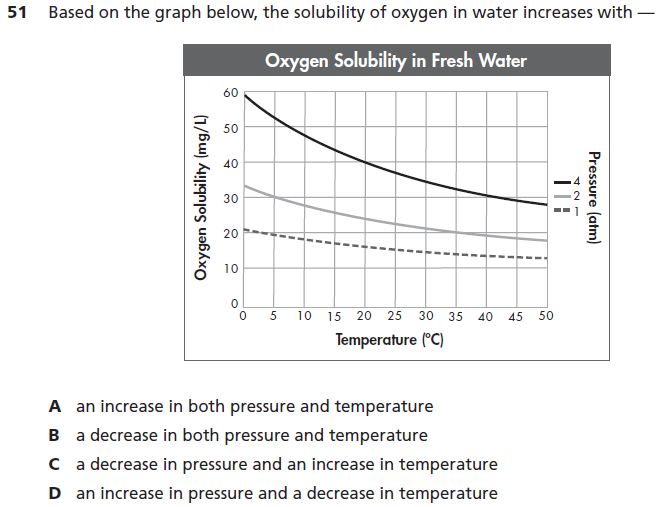 51 Based on the graph below, the solubility of oxygen in water increases with —
Oxygen Solubility in Fresh Water
Oxygen Solubility (mg/L)
60
50
40
30
20
10
0
0 5 10 15 20 25 30 35 40 45 50
Temperature (°C)
4
2
1
Pressure (atm)
A an increase in both pressure and temperature
B a decrease in both pressure and temperature
C a decrease in pressure and an increase in temperature
D an increase in pressure and a decrease in temperature